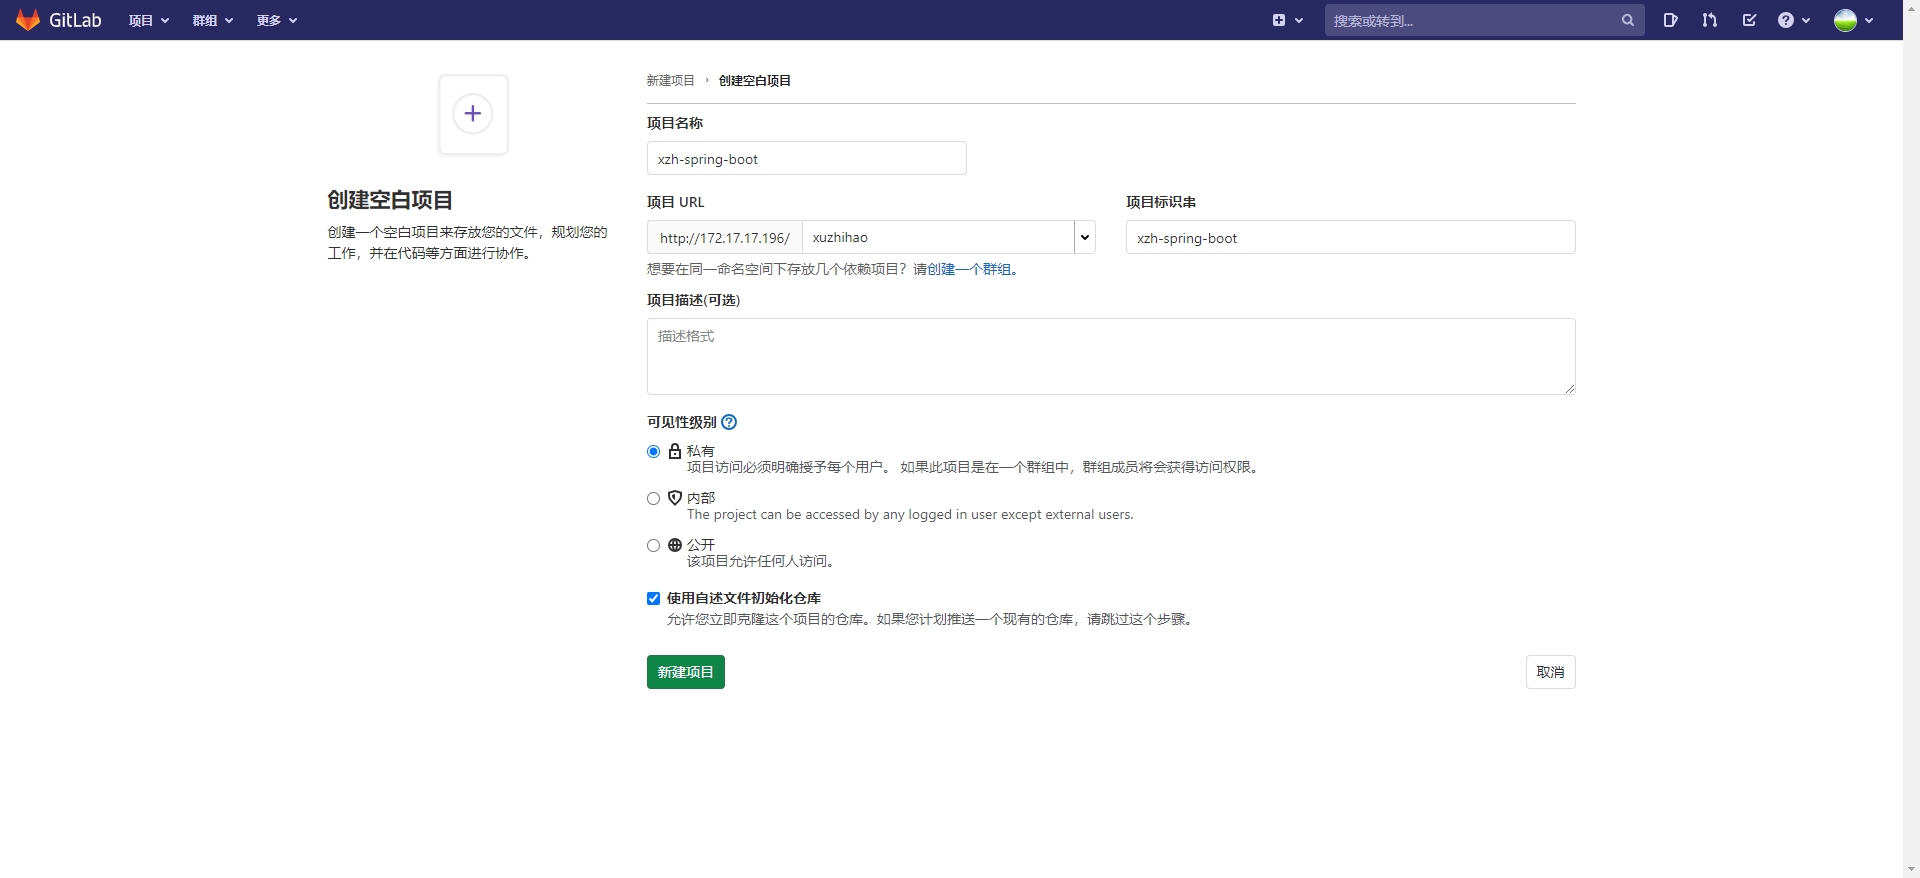 GitLab 项目 群组 更多 搜索或转到...
新建项目 › 创建空白项目
创建空白项目
创建一个空白项目来存放您的文件，规划您的
工作，并在代码等方面进行协作。
项目名称
xzh-spring-boot
项目 URL
http://172.17.17.196/ xuzhihao
项目标识串
xzh-spring-boot
想要在同一命名空间下存放几个依赖项目？请创建一个群组。
项目描述(可选)
描述格式
可见性级别
私有
项目访问必须明确授予每个用户。 如果此项目是在一个群组中，群组成员将会获得访问权限。
内部
The project can be accessed by any logged in user except external users.
公开
该项目允许任何人访问。
使用自述文件初始化仓库
允许您立即克隆这个项目的仓库。如果您计划推送一个现有的仓库，请跳过这个步骤。
新建项目 取消